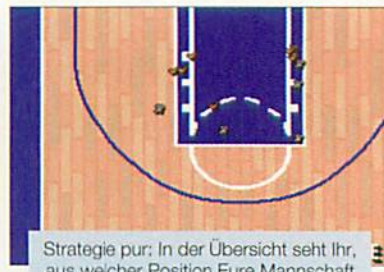 Strategie pur: In der Übersicht seht Ihr,
aus welcher Position Eure Mannschaft